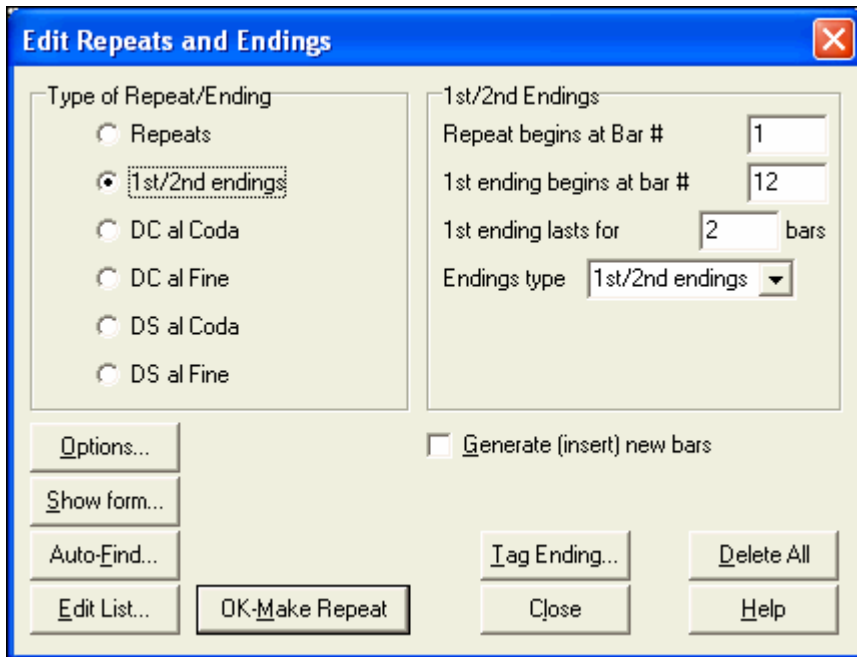 Edit Repeats and Endings
Type of Repeat/Ending
Repeats
1st/2nd endings
DC al Coda
DC al Fine
DS al Coda
DS al Fine
1st/2nd Endings
Repeat begins at Bar # 1
1st ending begins at bar # 12
1st ending lasts for 2 bars
Endings type 1st/2nd endings
Options...
Generate (insert) new bars
Show form...
Auto-Find... Tag Ending... Delete All
Edit List... OK-Make Repeat Close Help